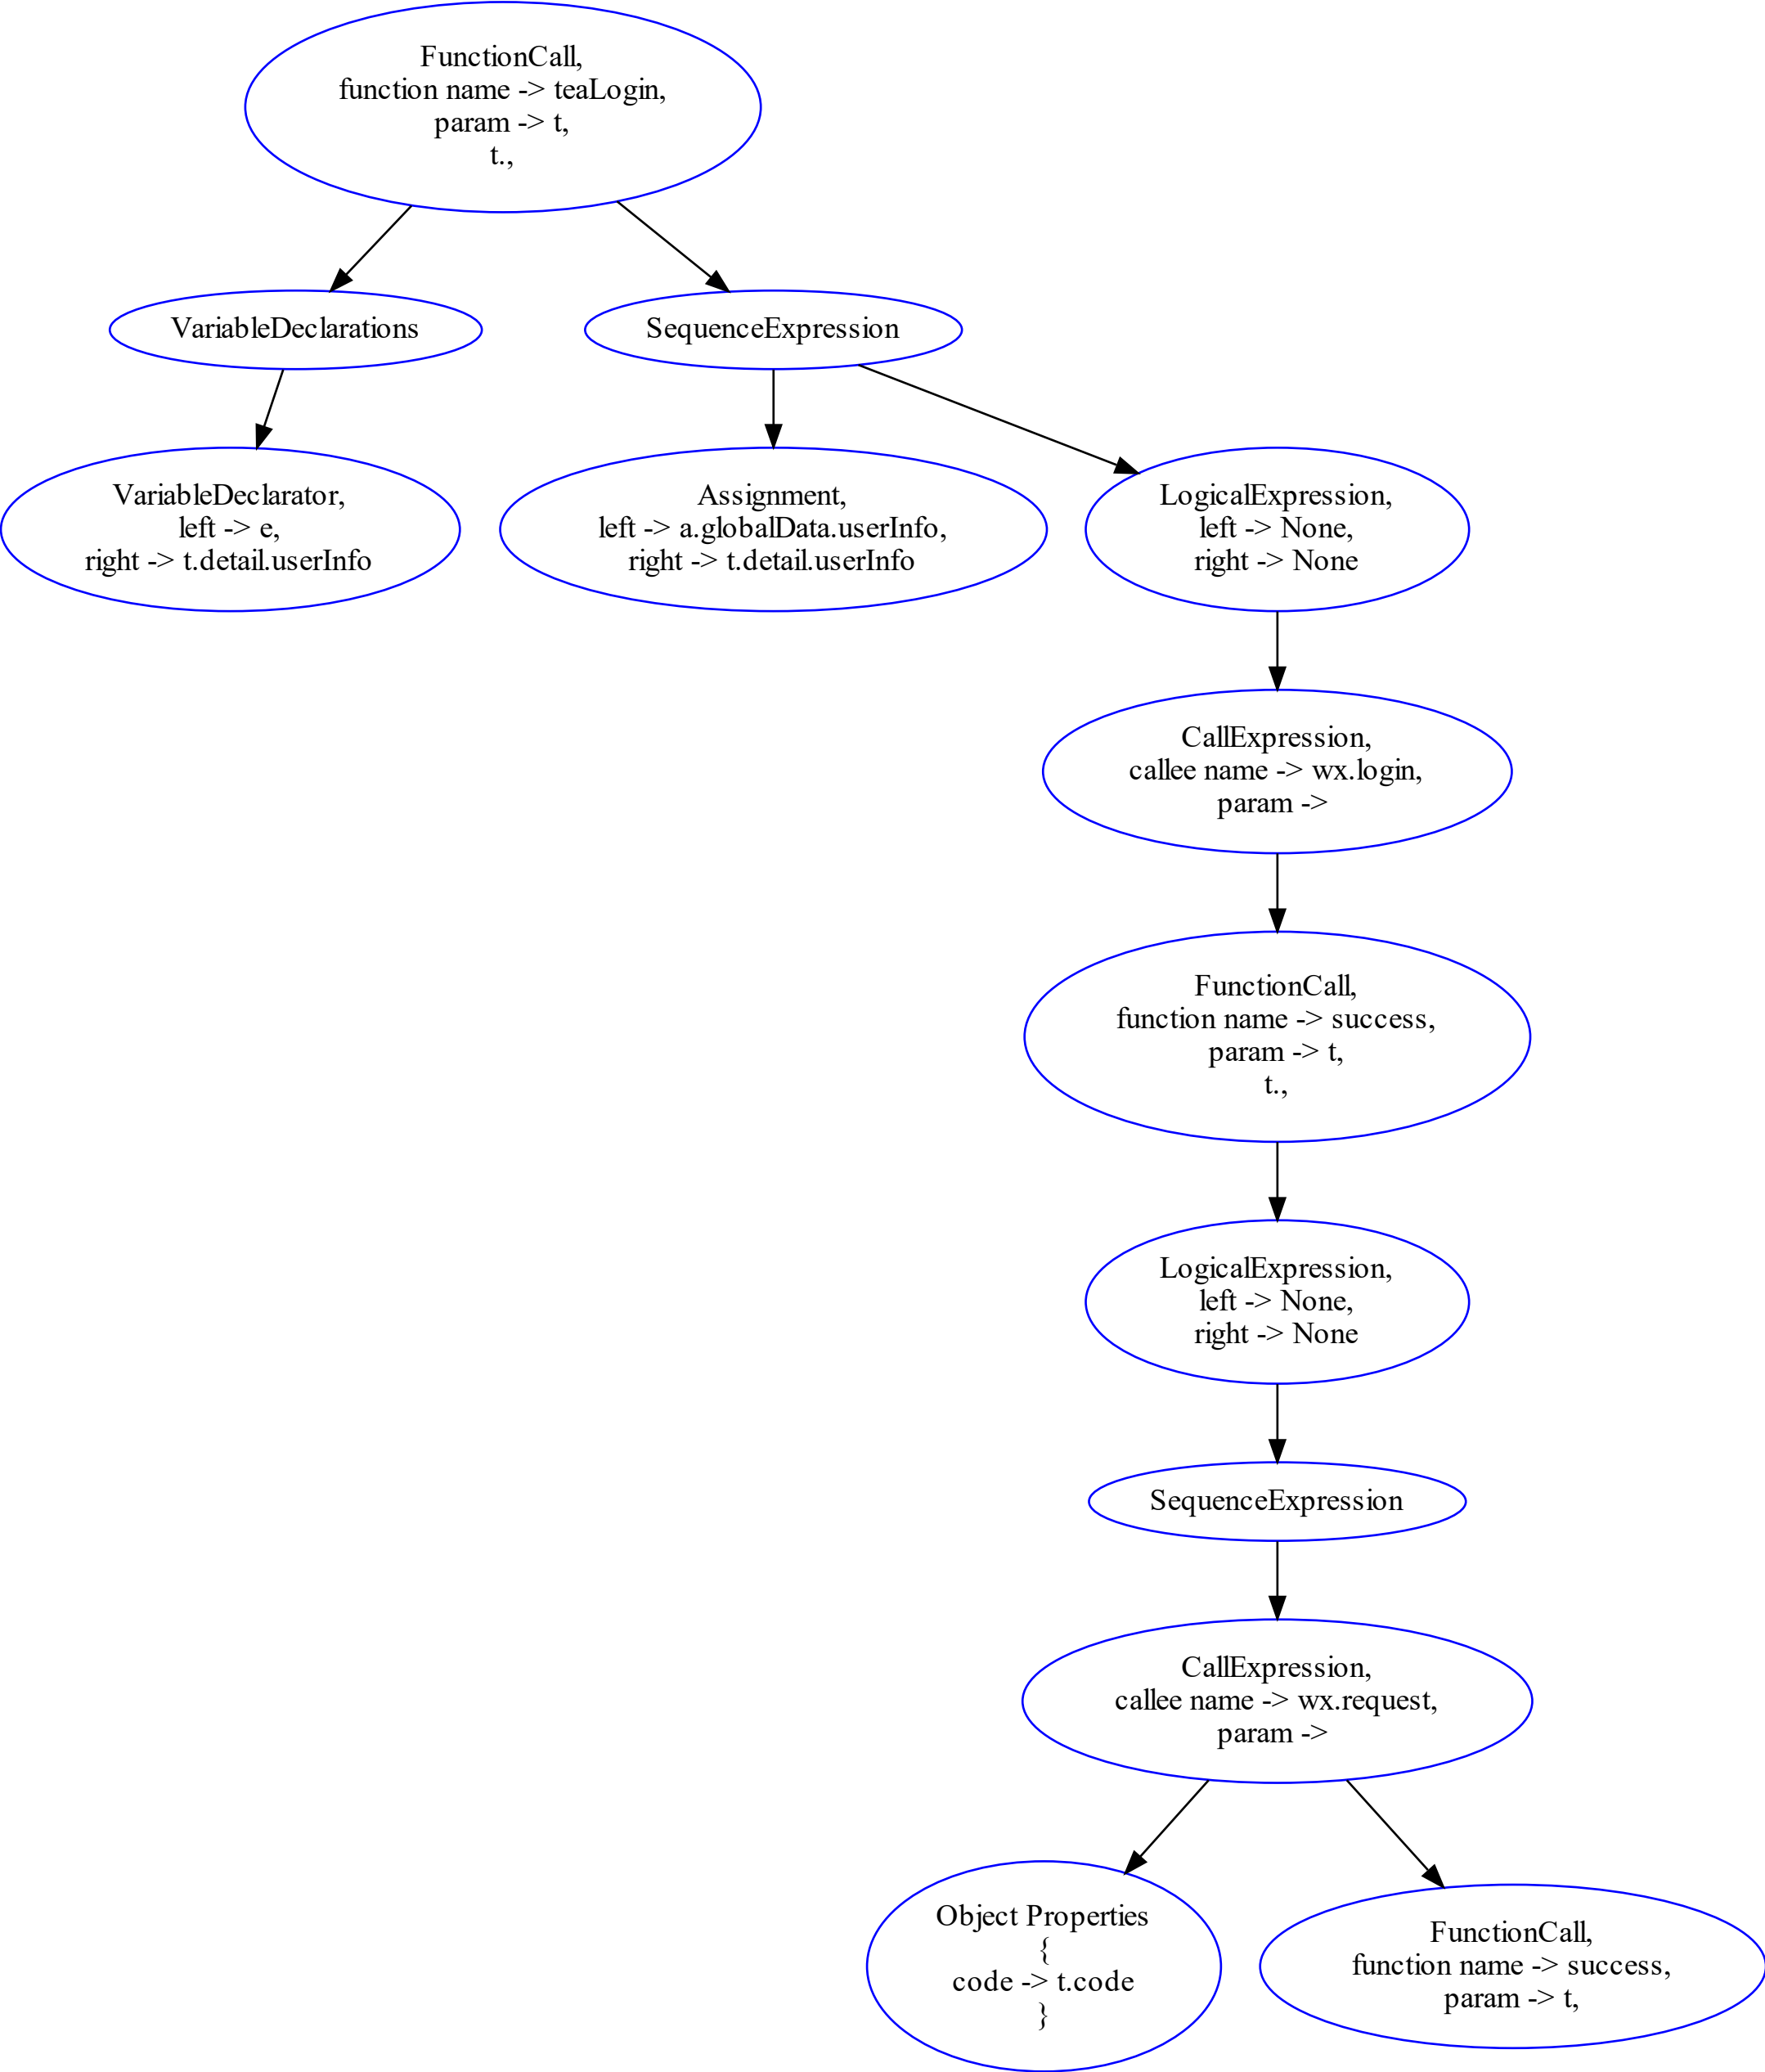 FunctionCall,
function name -> teaLogin,
param -> t,
t.,
VariableDeclarations
SequenceExpression
VariableDeclarator,
left -> e,
right -> t.detail.userInfo
Assignment,
left -> a.globalData.userInfo,
right -> t.detail.userInfo
LogicalExpression,
left -> None,
right -> None
CallExpression,
callee name -> wx.login,
param ->
FunctionCall,
function name -> success,
param -> t,
t.,
LogicalExpression,
left -> None,
right -> None
SequenceExpression
CallExpression,
callee name -> wx.request,
param ->
Object Properties
{
code -> t.code
}
FunctionCall,
function name -> success,
param -> t,